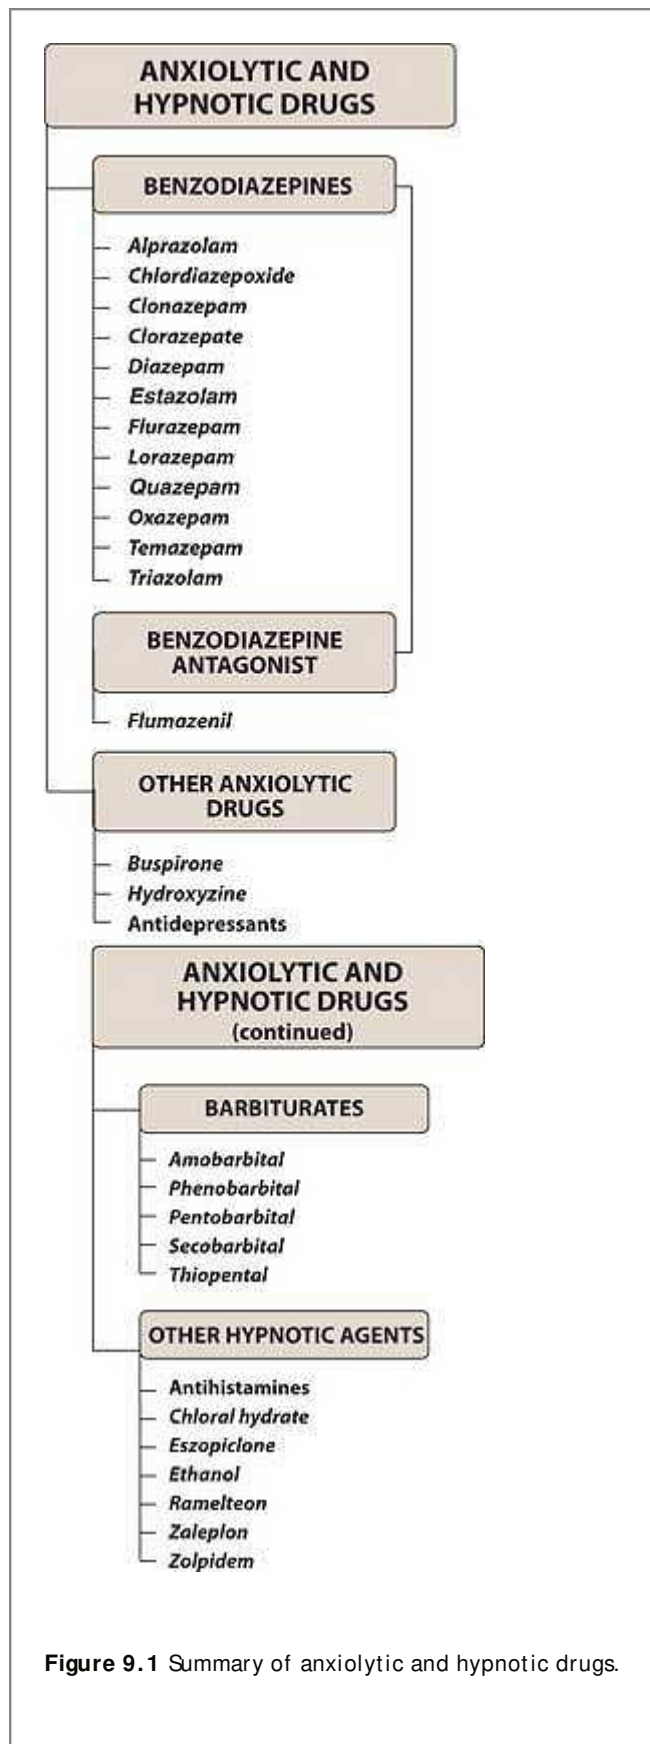 ANXIOLYTIC AND
HYPNOTIC DRUGS
BENZODIAZEPINES
Alprazolam
Chlordiazepoxide
Clonazepam
Clorazepate
Diazepam
Estazolam
Flurazepam
Lorazepam
Quazepam
Oxazepam
Temazepam
Triazolam
BENZODIAZEPINE
ANTAGONIST
Flumazenil
OTHER ANXIOLYTIC
DRUGS
Buspirone
Hydroxyzine
Antidepressants
ANXIOLYTIC AND
HYPNOTIC DRUGS
(continued)
BARBITURATES
Amobarbital
Phenobarbital
Pentobarbital
Secobarbital
Thiopental
OTHER HYPNOTIC AGENTS
Antihistamines
Chloral hydrate
Eszopiclone
Ethanol
Ramelteon
Zaleplon
Zolpidem
Figure 9.1 Summary of anxiolytic and hypnotic drugs.